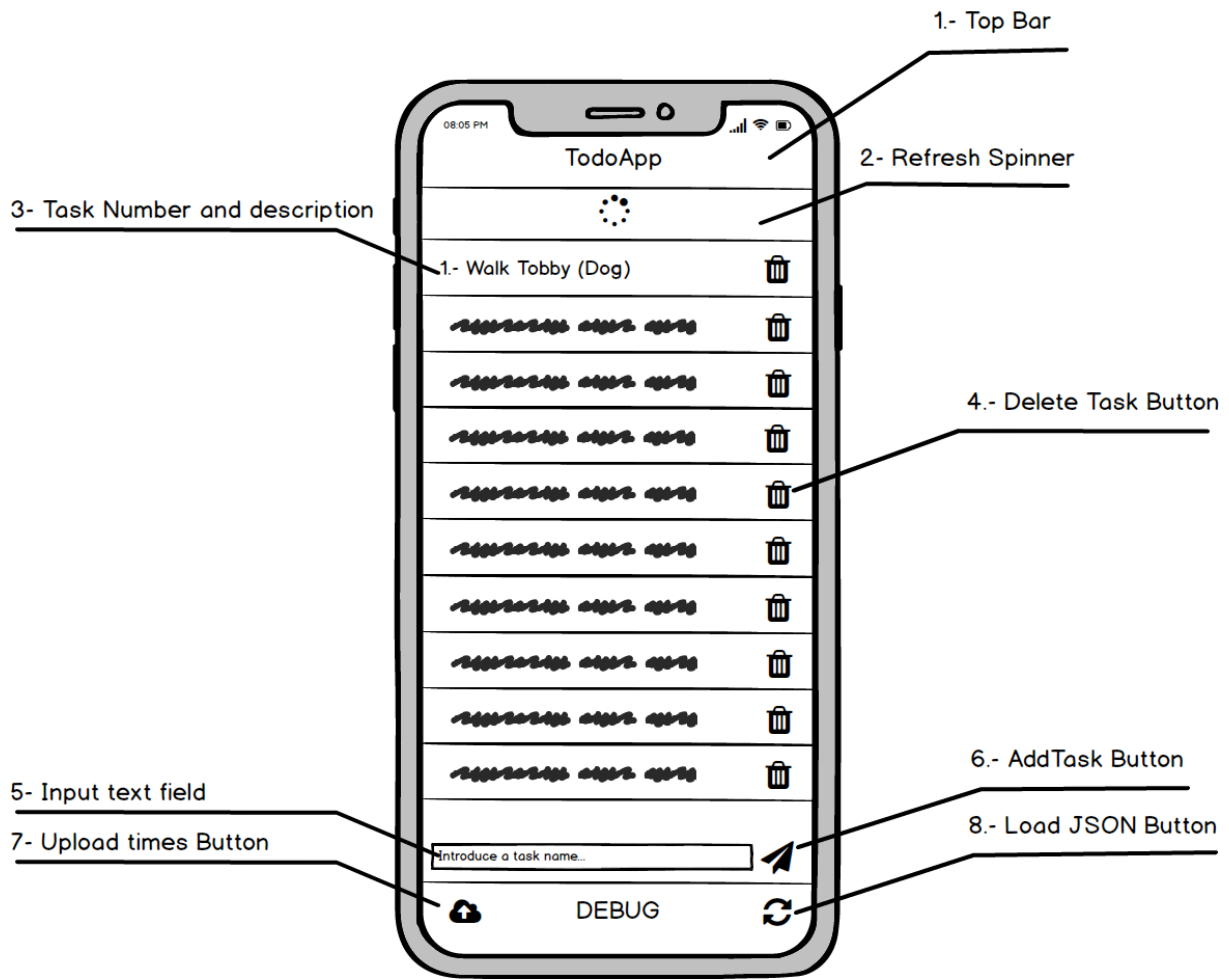 1.- Top Bar
08:05 PM
TodoApp
2- Refresh Spinner
3- Task Number and description
1.- Walk Tobby (Dog)
4.- Delete Task Button
6.- AddTask Button
5- Input text field
8.- Load JSON Button
7- Upload times Button
Introduce a task name...
DEBUG